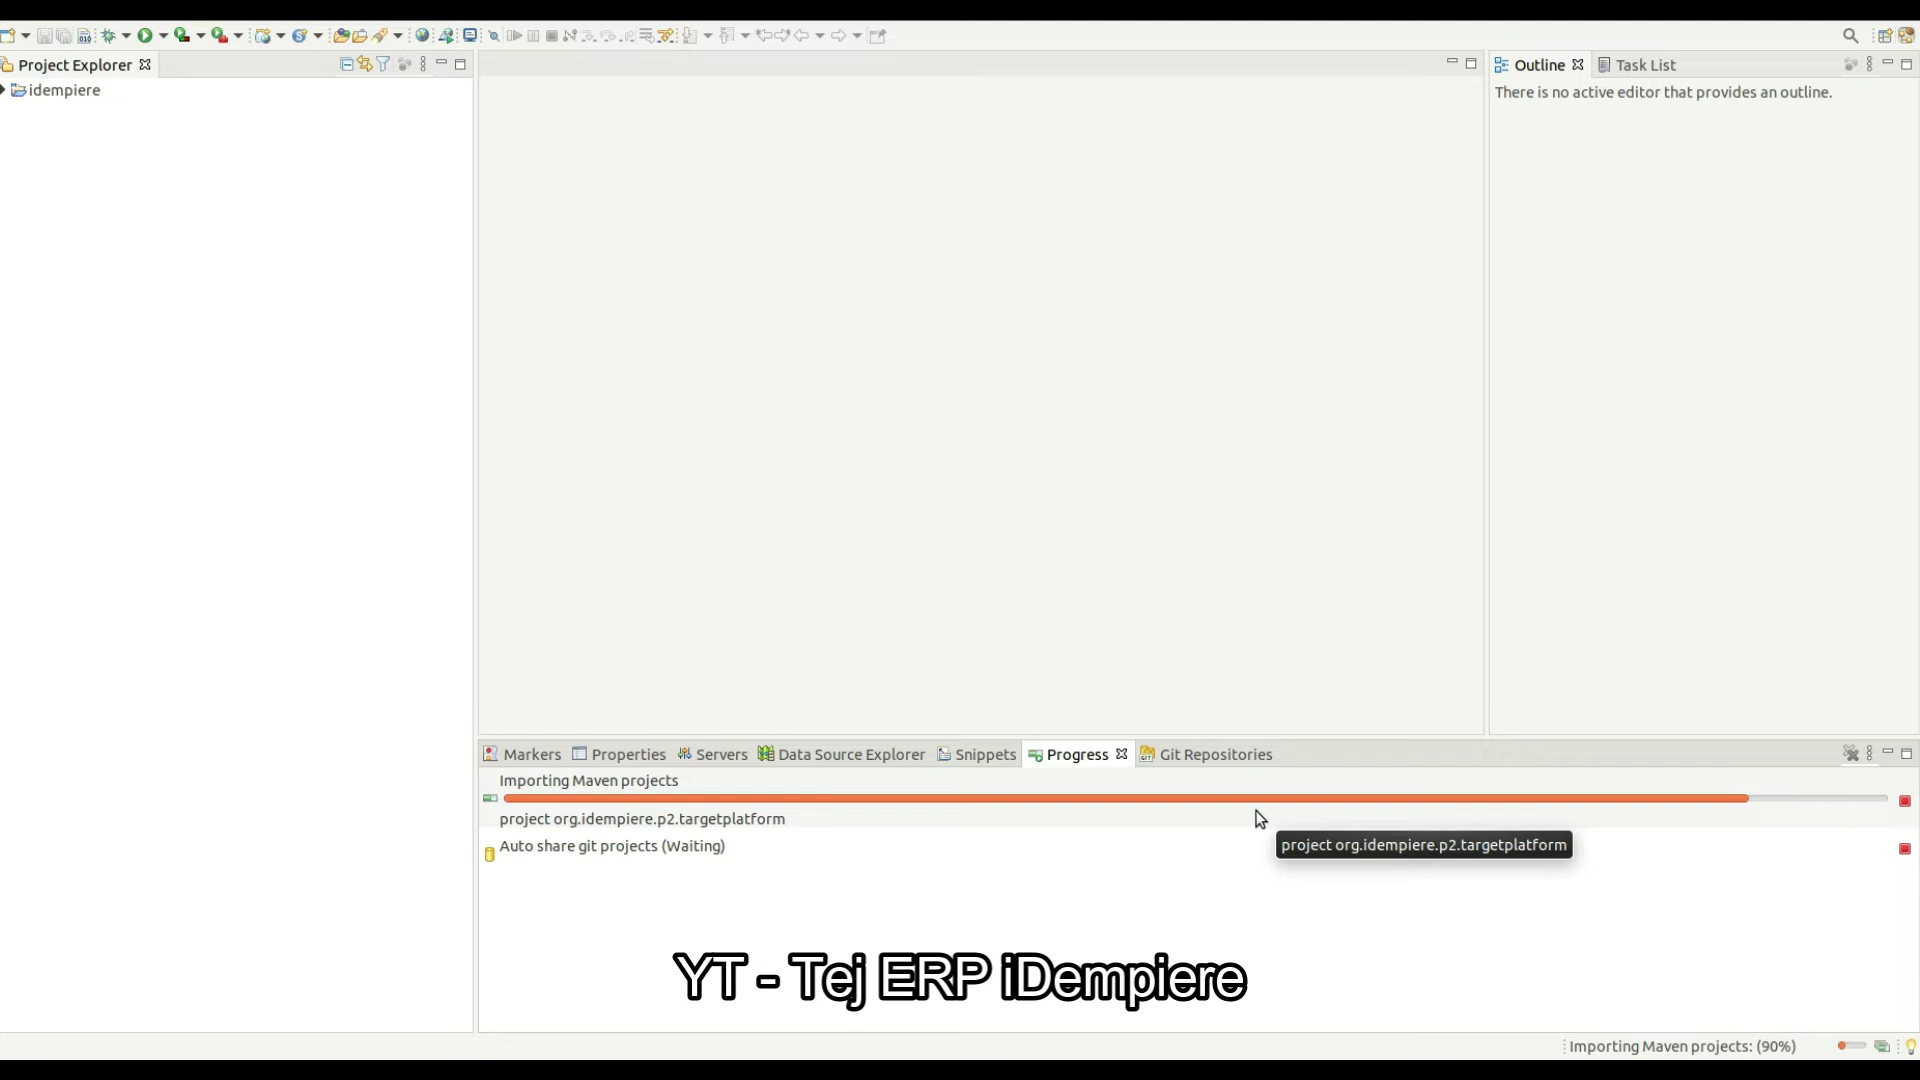 Project Explorer
idempiere
Outline
Task List
There is no active editor that provides an outline.
Markers
Properties
Servers
Data Source Explorer
Snippets
Progress
Git Repositories
Importing Maven projects
project org.idempiere.p2.targetplatform
project org.idempiere.p2.targetplatform
Auto share git projects (Waiting)
YT - Tej ERP iDempiere
Importing Maven projects: (90%)